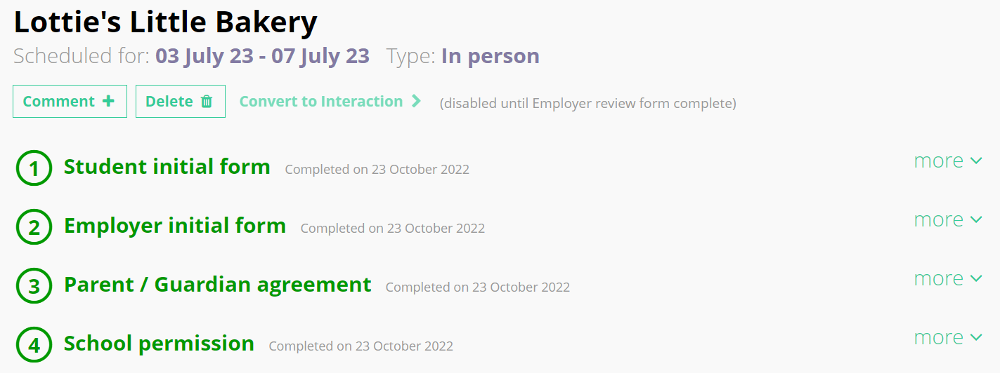 Lottie's Little Bakery
Scheduled for: 03 July 23 - 07 July 23 Type: In person
Comment Delete Convert to Interaction (disabled until Employer review form complete)
1 Student initial form Completed on 23 October 2022 more
2 Employer initial form Completed on 23 October 2022 more
3 Parent / Guardian agreement Completed on 23 October 2022 more
4 School permission Completed on 23 October 2022 more